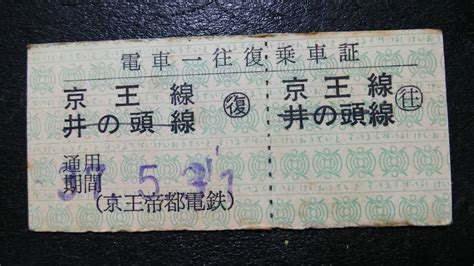 電車一往復乗車証
京王線
井の頭線
復
京王線
井の頭線
往
通用
期間
(京王帝都電鉄)